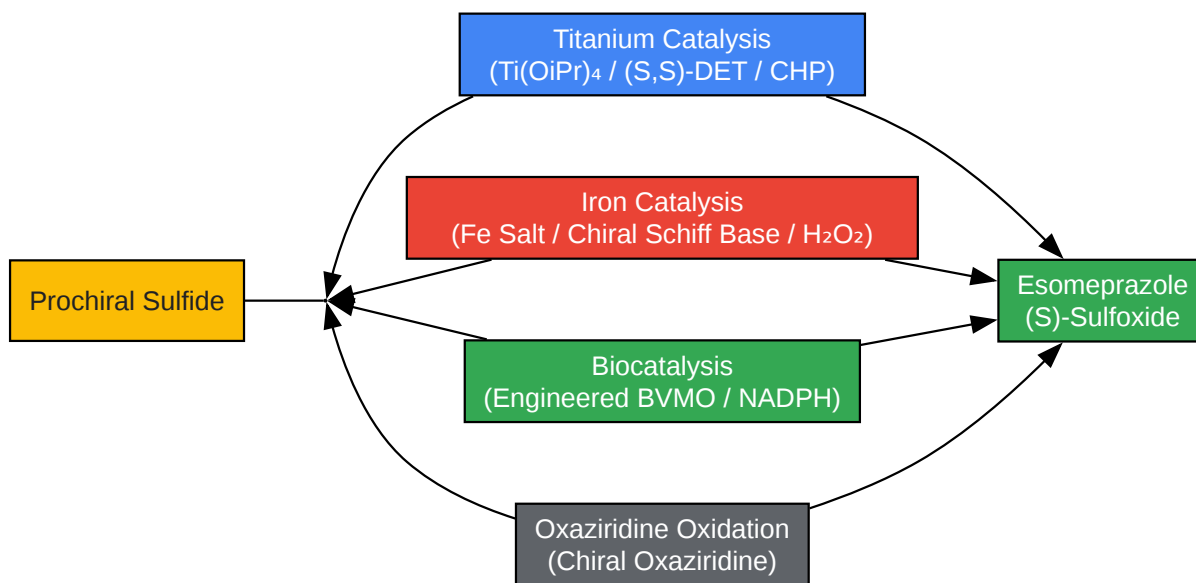 Titanium Catalysis
(Ti(OiPr)₄ / (S,S)-DET / CHP)
Iron Catalysis
(Fe Salt / Chiral Schiff Base / H₂O₂)
Prochiral Sulfide
Esomeprazole
(S)-Sulfoxide
Biocatalysis
(Engineered BVMO / NADPH)
Oxaziridine Oxidation
(Chiral Oxaziridine)